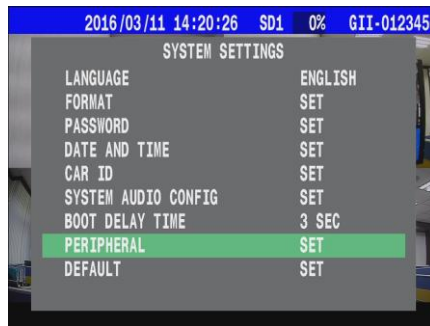 2016/03/11 14:20:26 SD1 0% GII-012345
SYSTEM SETTINGS
LANGUAGE ENGLISH
FORMAT SET
PASSWORD SET
DATE AND TIME SET
CAR ID SET
SYSTEM AUDIO CONFIG SET
BOOT DELAY TIME 3 SEC
PERIPHERAL SET
DEFAULT SET